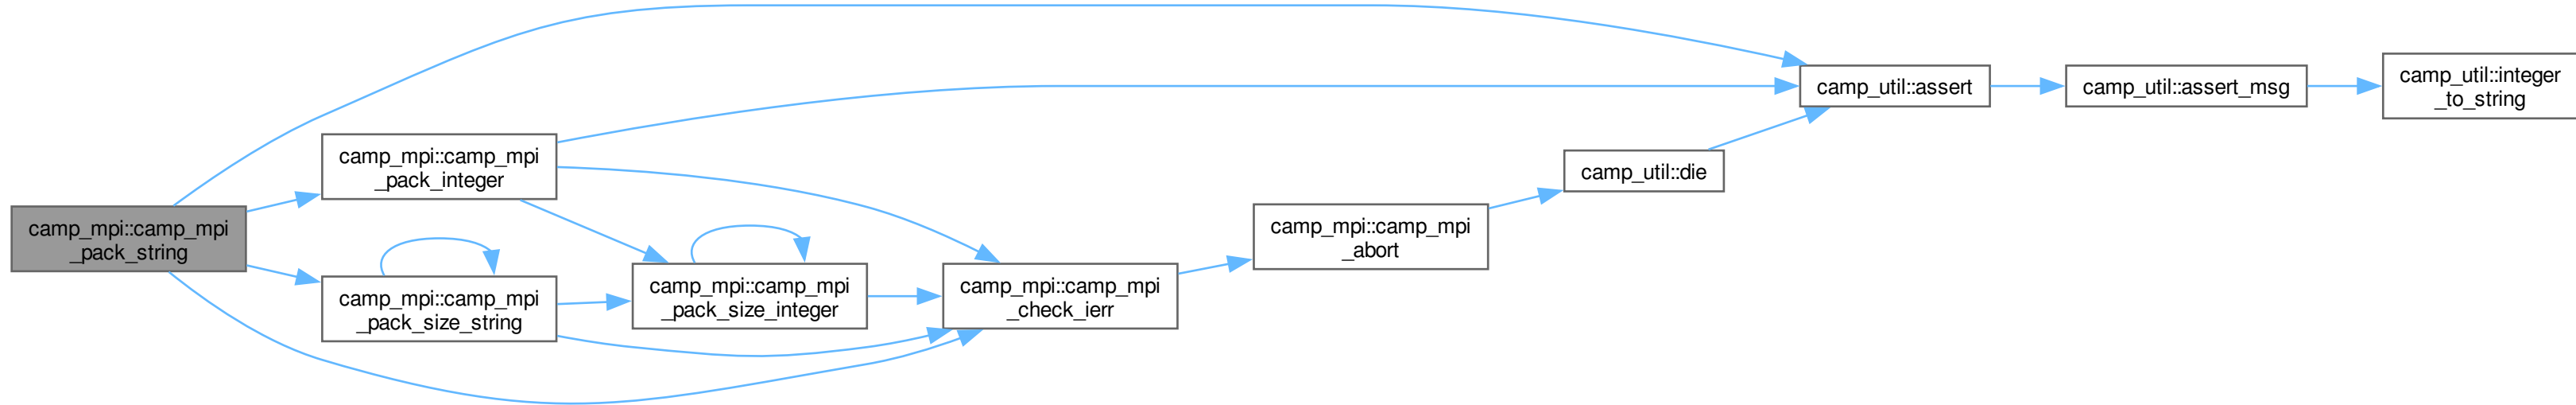 camp_mpi::camp_mpi
_pack_string
camp_mpi::camp_mpi
_pack_integer
camp_mpi::camp_mpi
_pack_size_string
camp_mpi::camp_mpi
_pack_size_integer
camp_mpi::camp_mpi
_check_ierr
camp_mpi::camp_mpi
_abort
camp_util::die
camp_util::assert
camp_util::assert_msg
camp_util::integer
_to_string